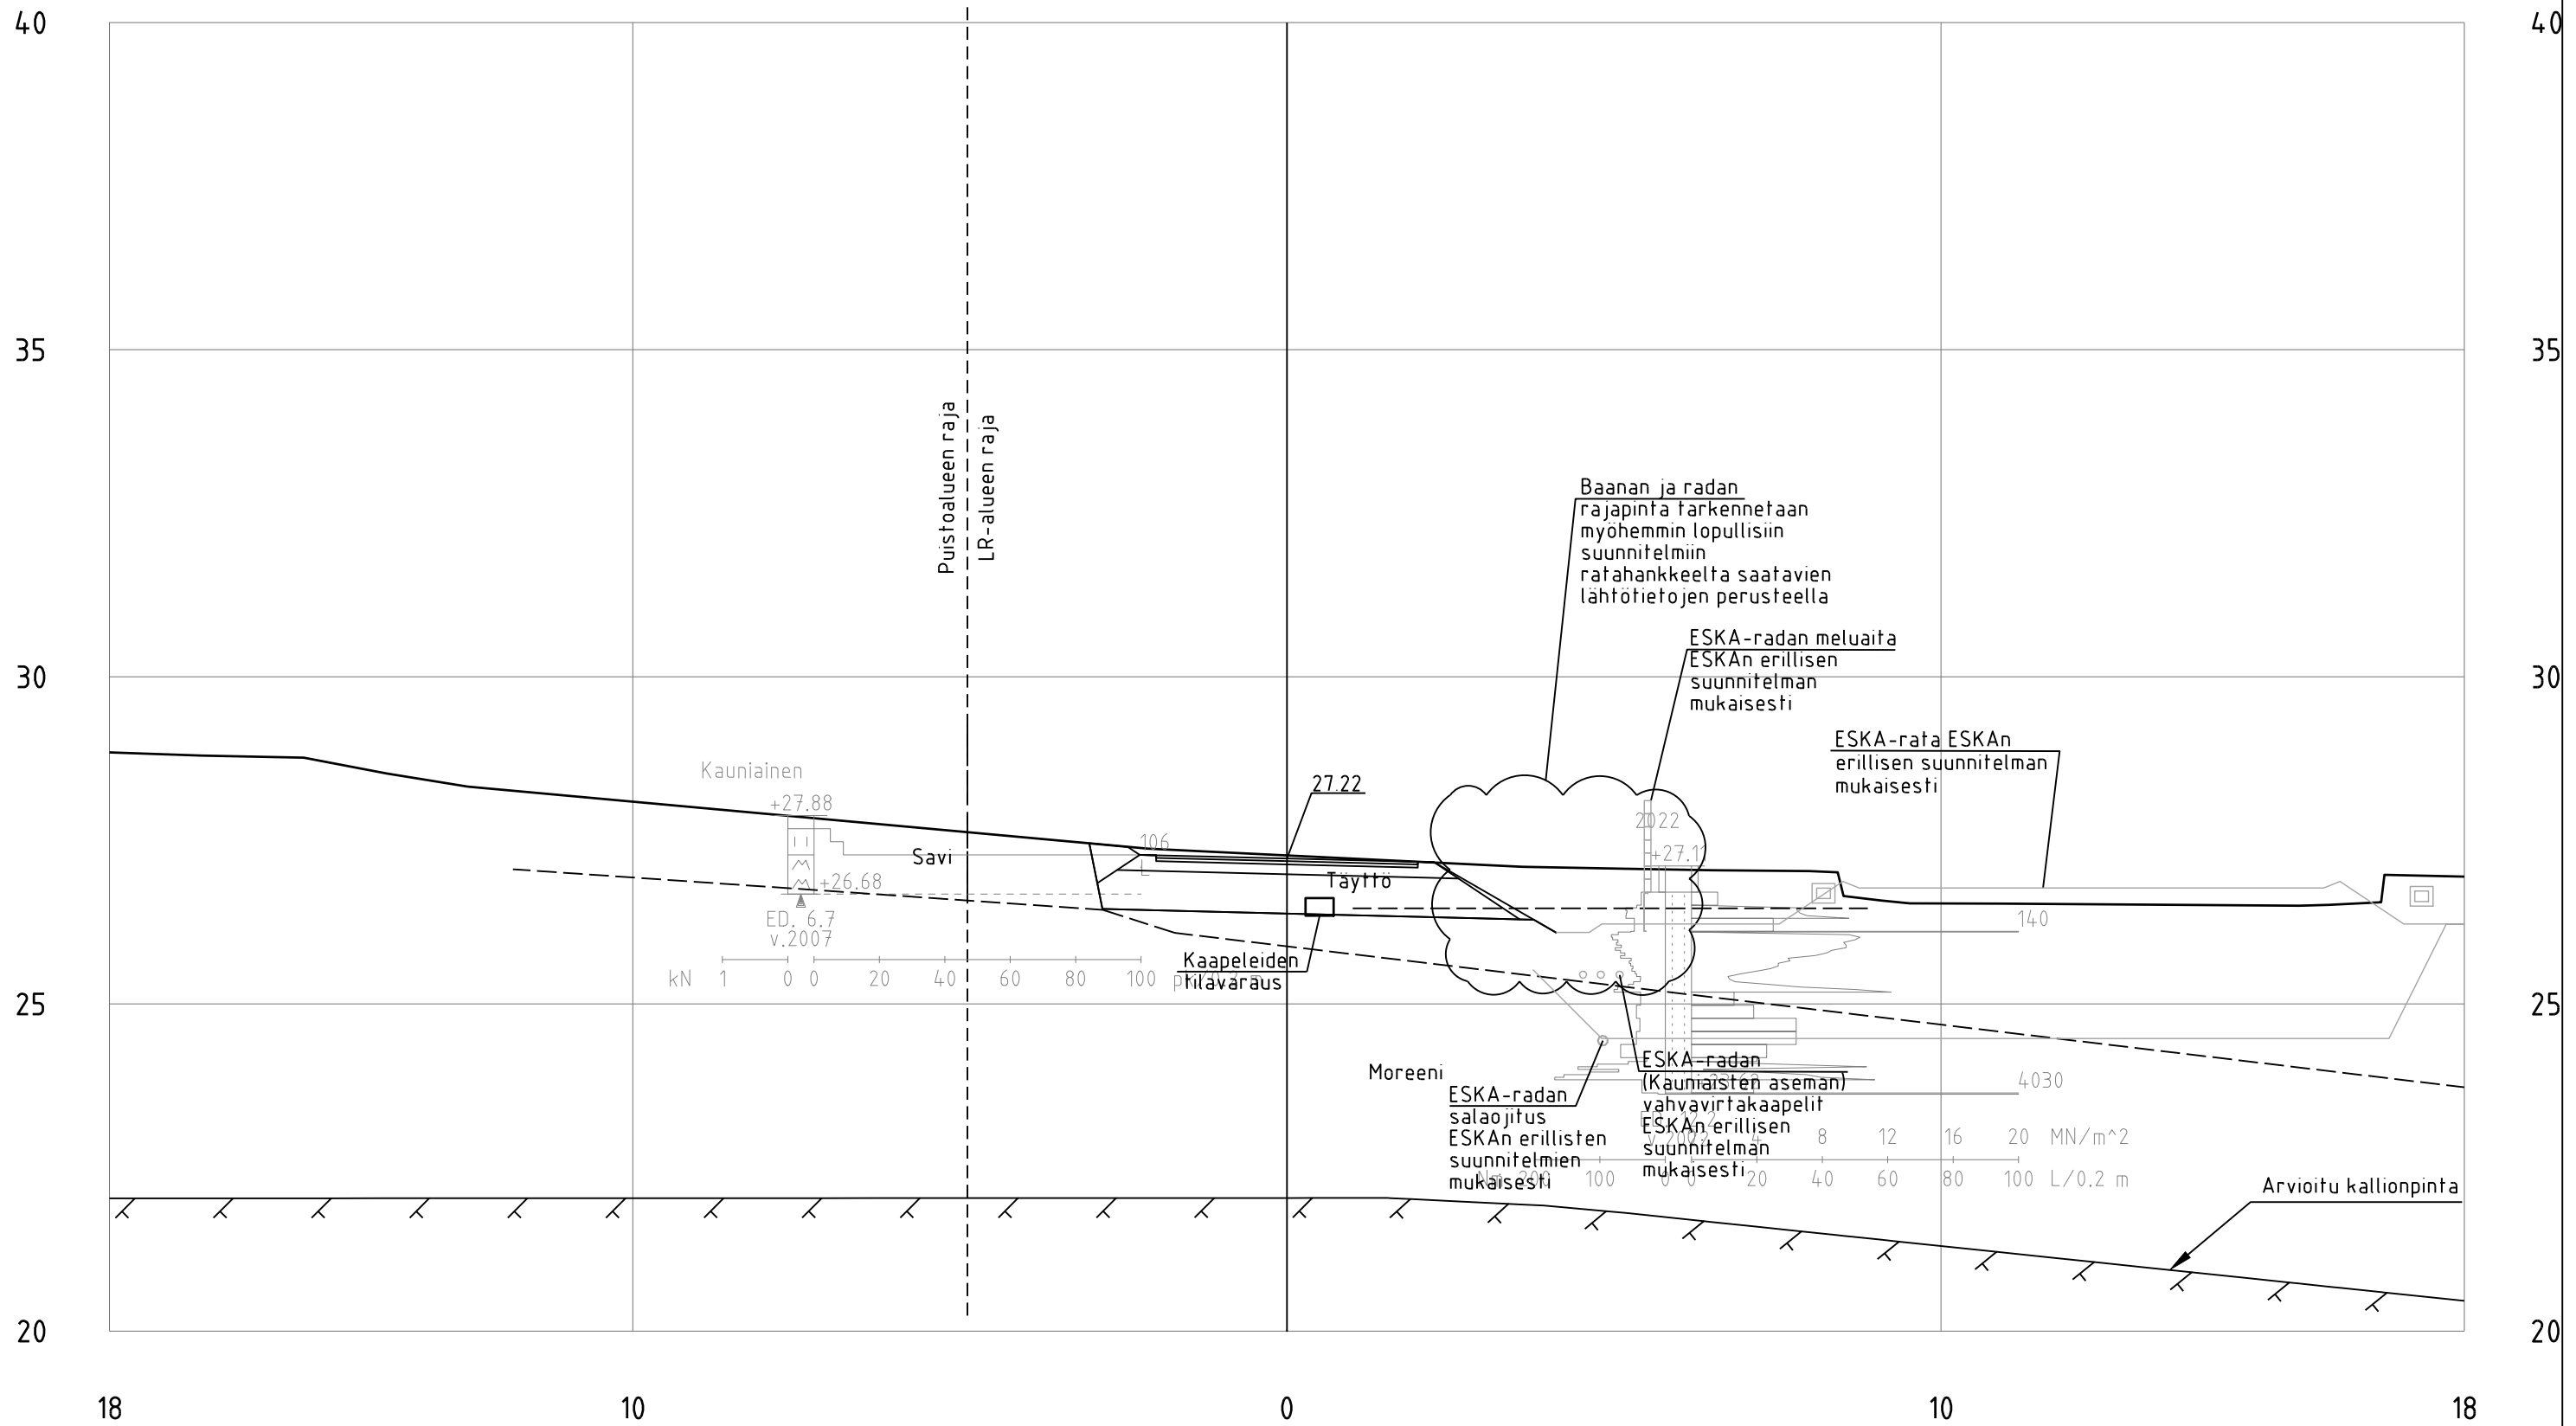 40
40
35
35
Puistoalueen raja
LR-alueen raja
Baanan ja radan
rajapinta tarkennetaan
myöhemmin lopullisiin
suunnitelmiin
ratahankkeelta saatavien
lähtötietojen perusteella
ESKA-radan meluaita
ESKAn erillisen
suunnitelman
mukaisesti
30
30
ESKA-rata ESKAn
erillisen suunnitelman
mukaisesti
Kauniainen
+27.88
27.22
2022
106
L
Savi
Täyttö
+26.68
ED. 6.7
v.2007
140
Kaapeleiden
tilavaraus
kN 1 0 0 20 40 60 80 100
25
25
Moreeni
ESKA-radan
salaojitus
ESKAn erillisten
suunnitelmien
mukaisesti
ESKA-radan
(Kauniaisten aseman)
vahvavirtakaapelit
ESKAn erillisen
suunnitelman
mukaisesti
4030
4 8 12 16 20 MN/m^2
100 0 0 20 40 60 80 100 L/0.2 m
Arvioitu kallionpinta
20
20
18 10 0 10 18